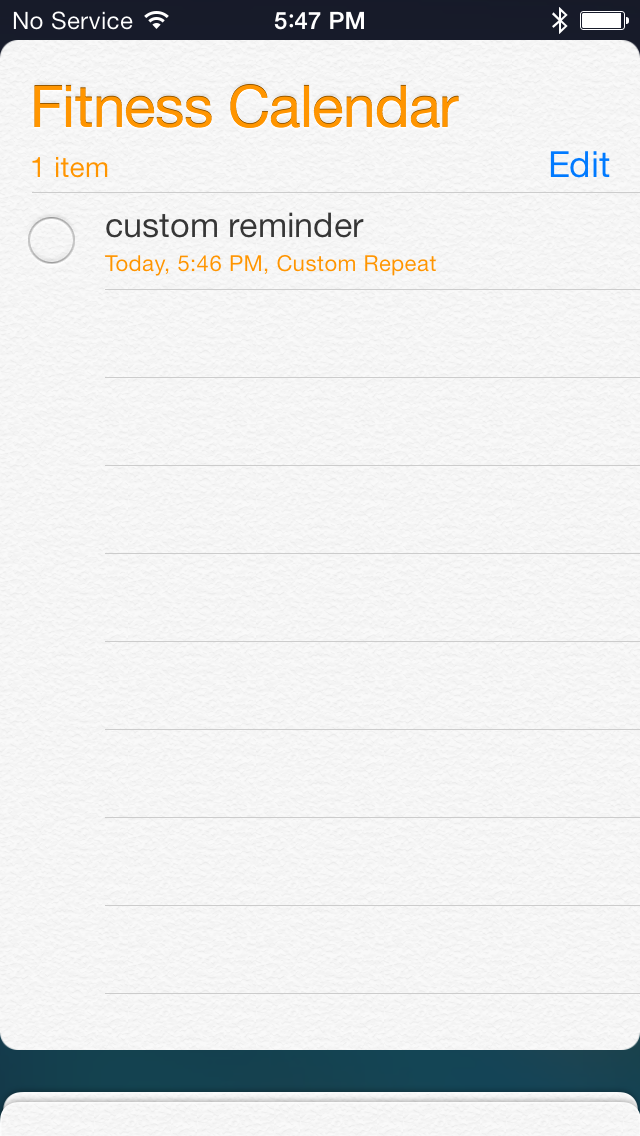 No Service 5:47 PM
Fitness Calendar
1 item Edit
custom reminder
Today, 5:46 PM, Custom Repeat